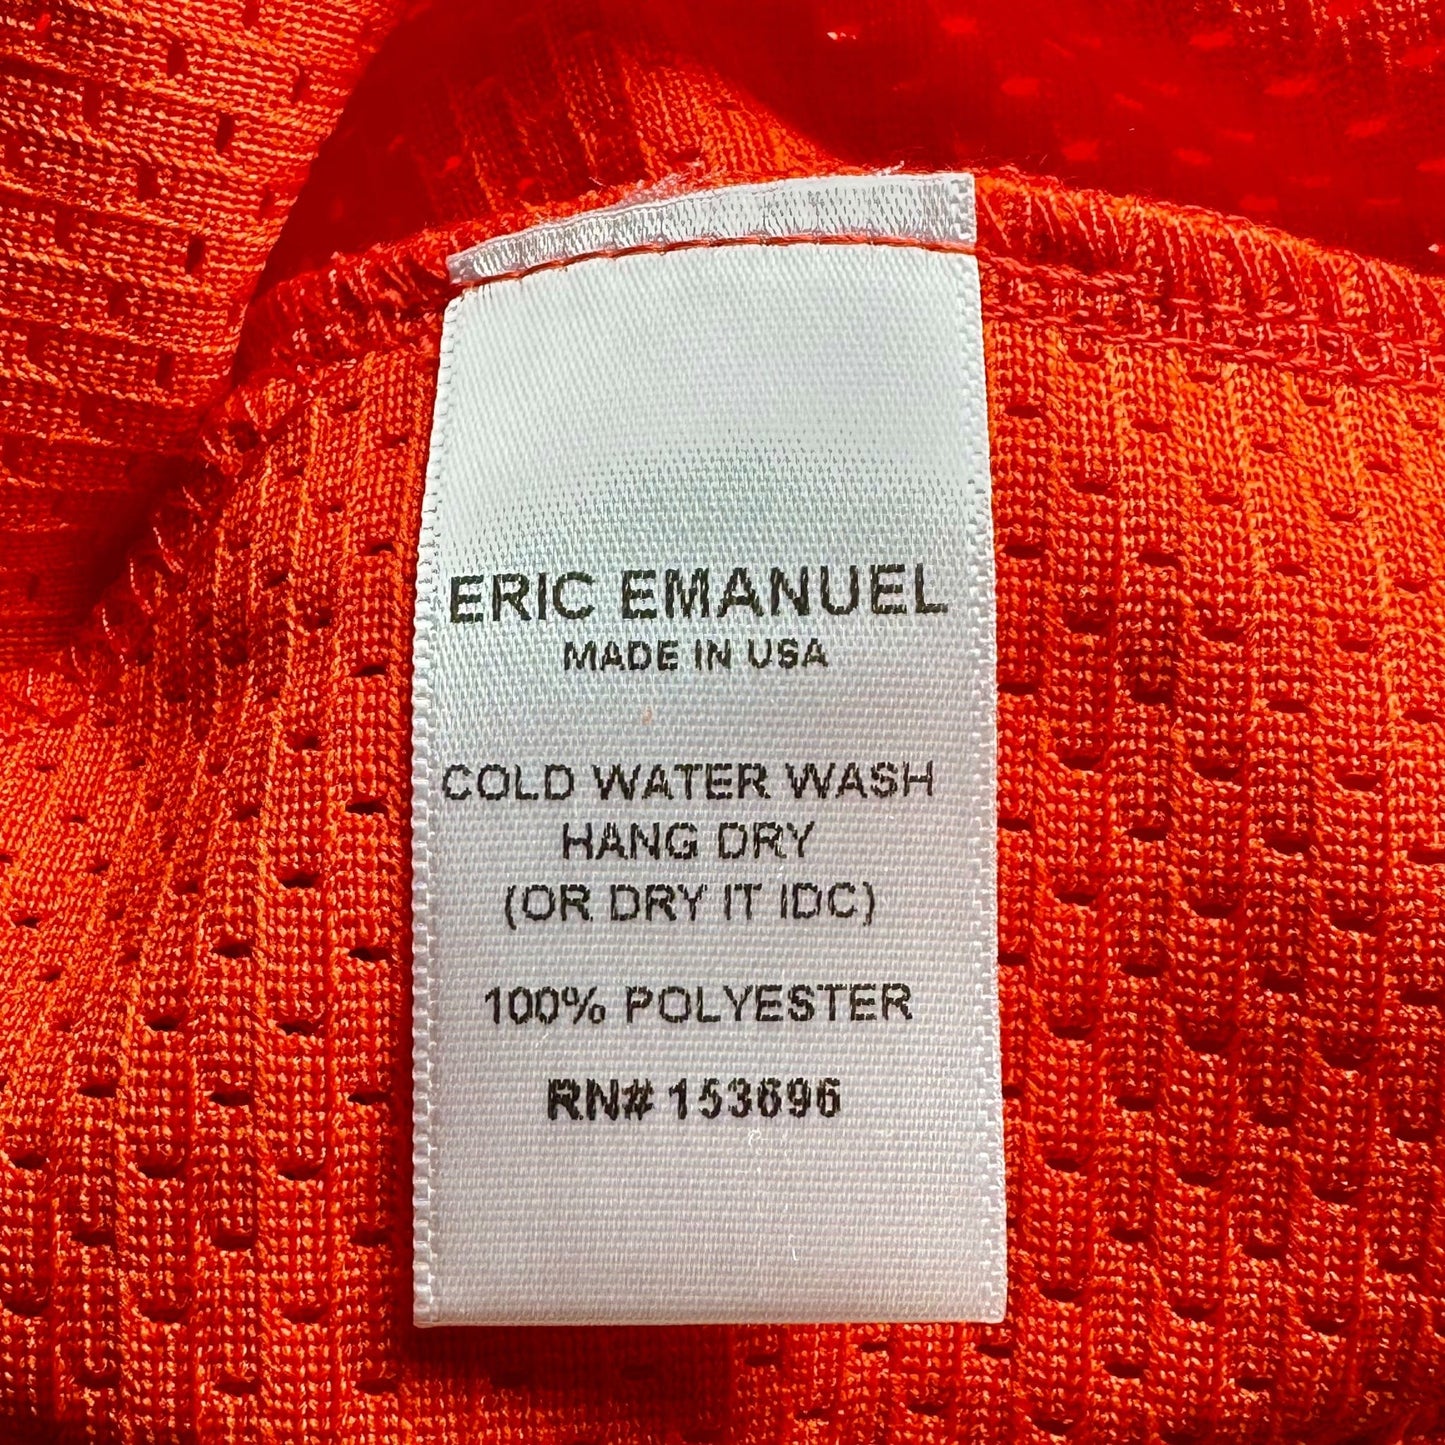 ERIC EMANUEL
MADE IN USA
COLD WATER WASH
HANG DRY
(OR DRY IT IDC)
100% POLYESTER
RN# 153696